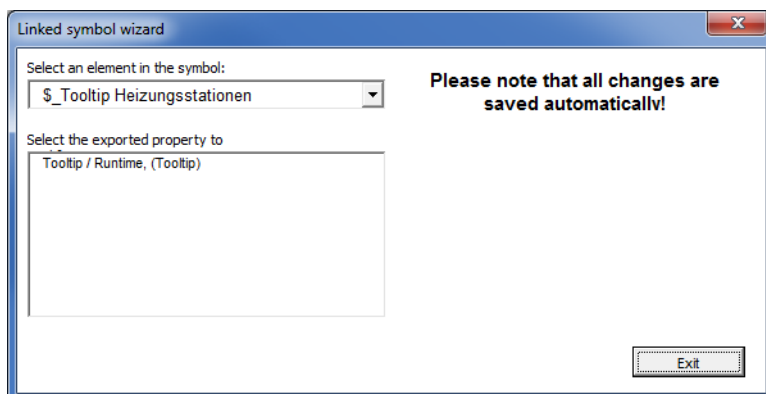 Linked symbol wizard
Select an element in the symbol:
$_Tooltip Heizungsstationen
Please note that all changes are
saved automatically!
Select the exported property to
Tooltip / Runtime, (Tooltip)
Exit